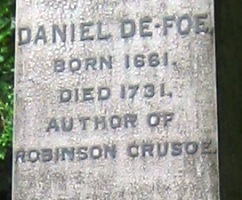 DANIEL DE-FOE.
BORN 1661.
DIED 1731.
AUTHOR OF
ROBINSON CRUSOE.